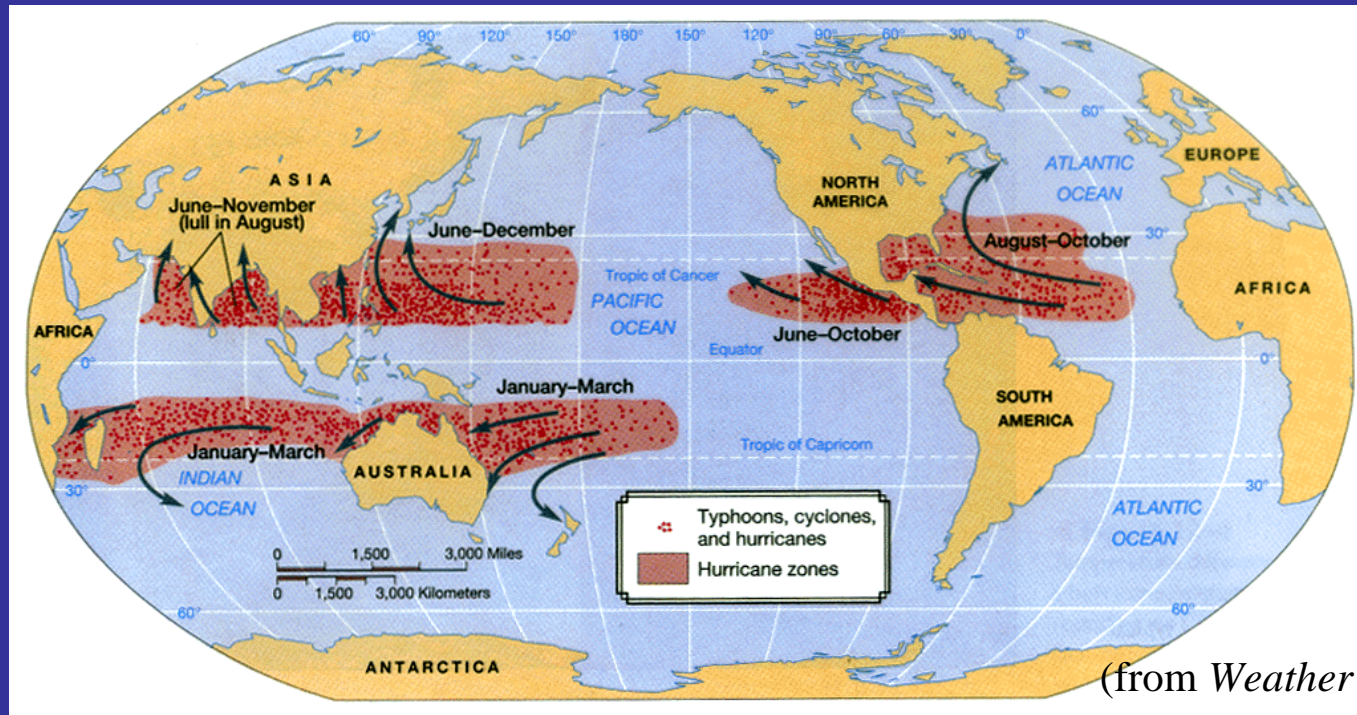 60° 90° 120° 150° 180° 150° 120° 90° 60° 30° 0°
60°
60°
ATLANTIC
OCEAN
EUROPE
ASIA
NORTH
AMERICA
June–November
(lull in August)
June–December
August–October
30°
Tropic of Cancer
PACIFIC
OCEAN
AFRICA
AFRICA
June–October
Equator
0°
0°
January–March
SOUTH
AMERICA
January–March
Tropic of Capricorn
AUSTRALIA
INDIAN
OCEAN
30°
30°
ATLANTIC
OCEAN
Typhoons, cyclones,
and hurricanes
Hurricane zones
0 1,500 3,000 Miles
0 1,500 3,000 Kilometers
60°
60°
ANTARCTICA
(from Weather